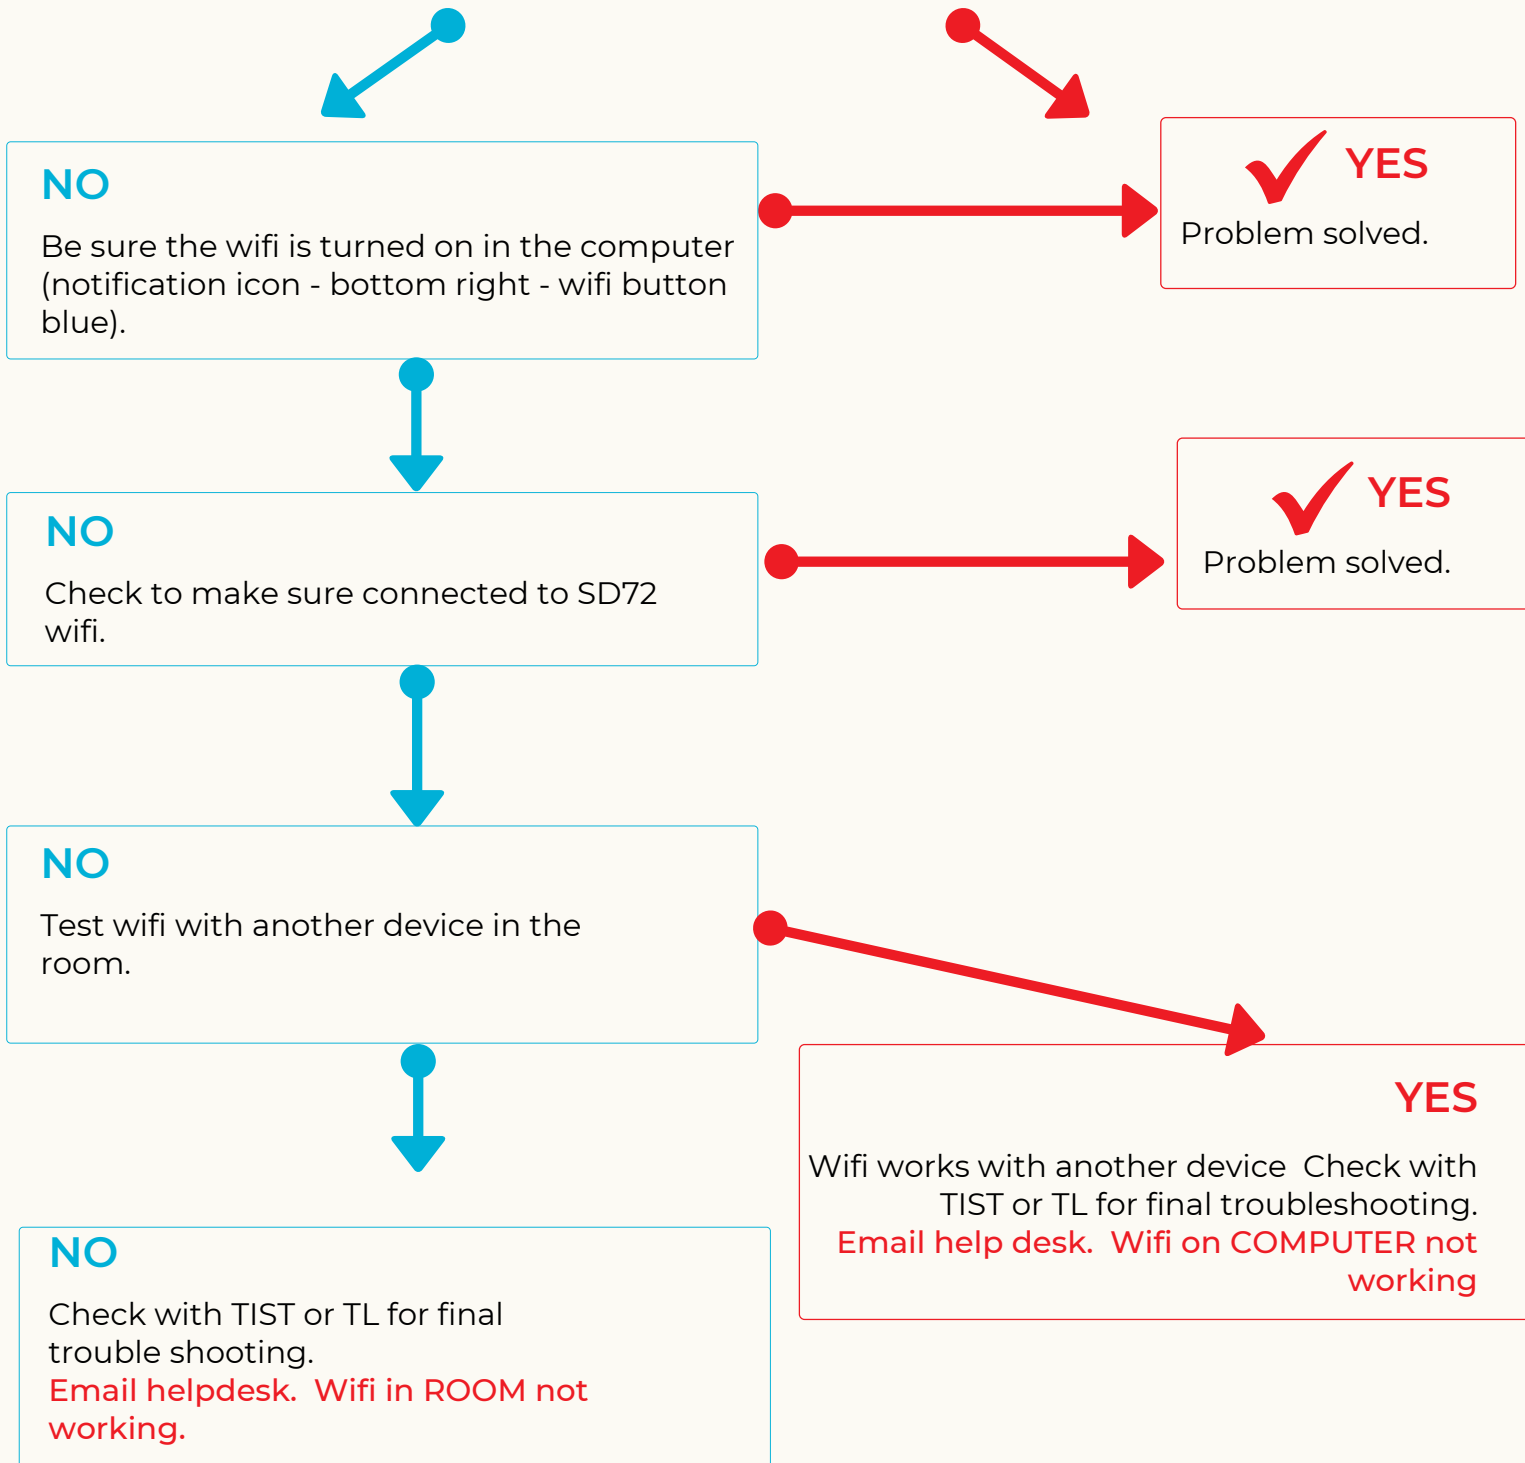 NO
Be sure the wifi is turned on in the computer
(notification icon - bottom right - wifi button
blue).
YES
Problem solved.
NO
Check to make sure connected to SD72
wifi.
YES
Problem solved.
NO
Test wifi with another device in the
room.
YES
Wifi works with another device  Check with
TIST or TL for final troubleshooting.
Email help desk.  Wifi on COMPUTER not
working
NO
Check with TIST or TL for final
trouble shooting.
Email helpdesk.  Wifi in ROOM not
working.